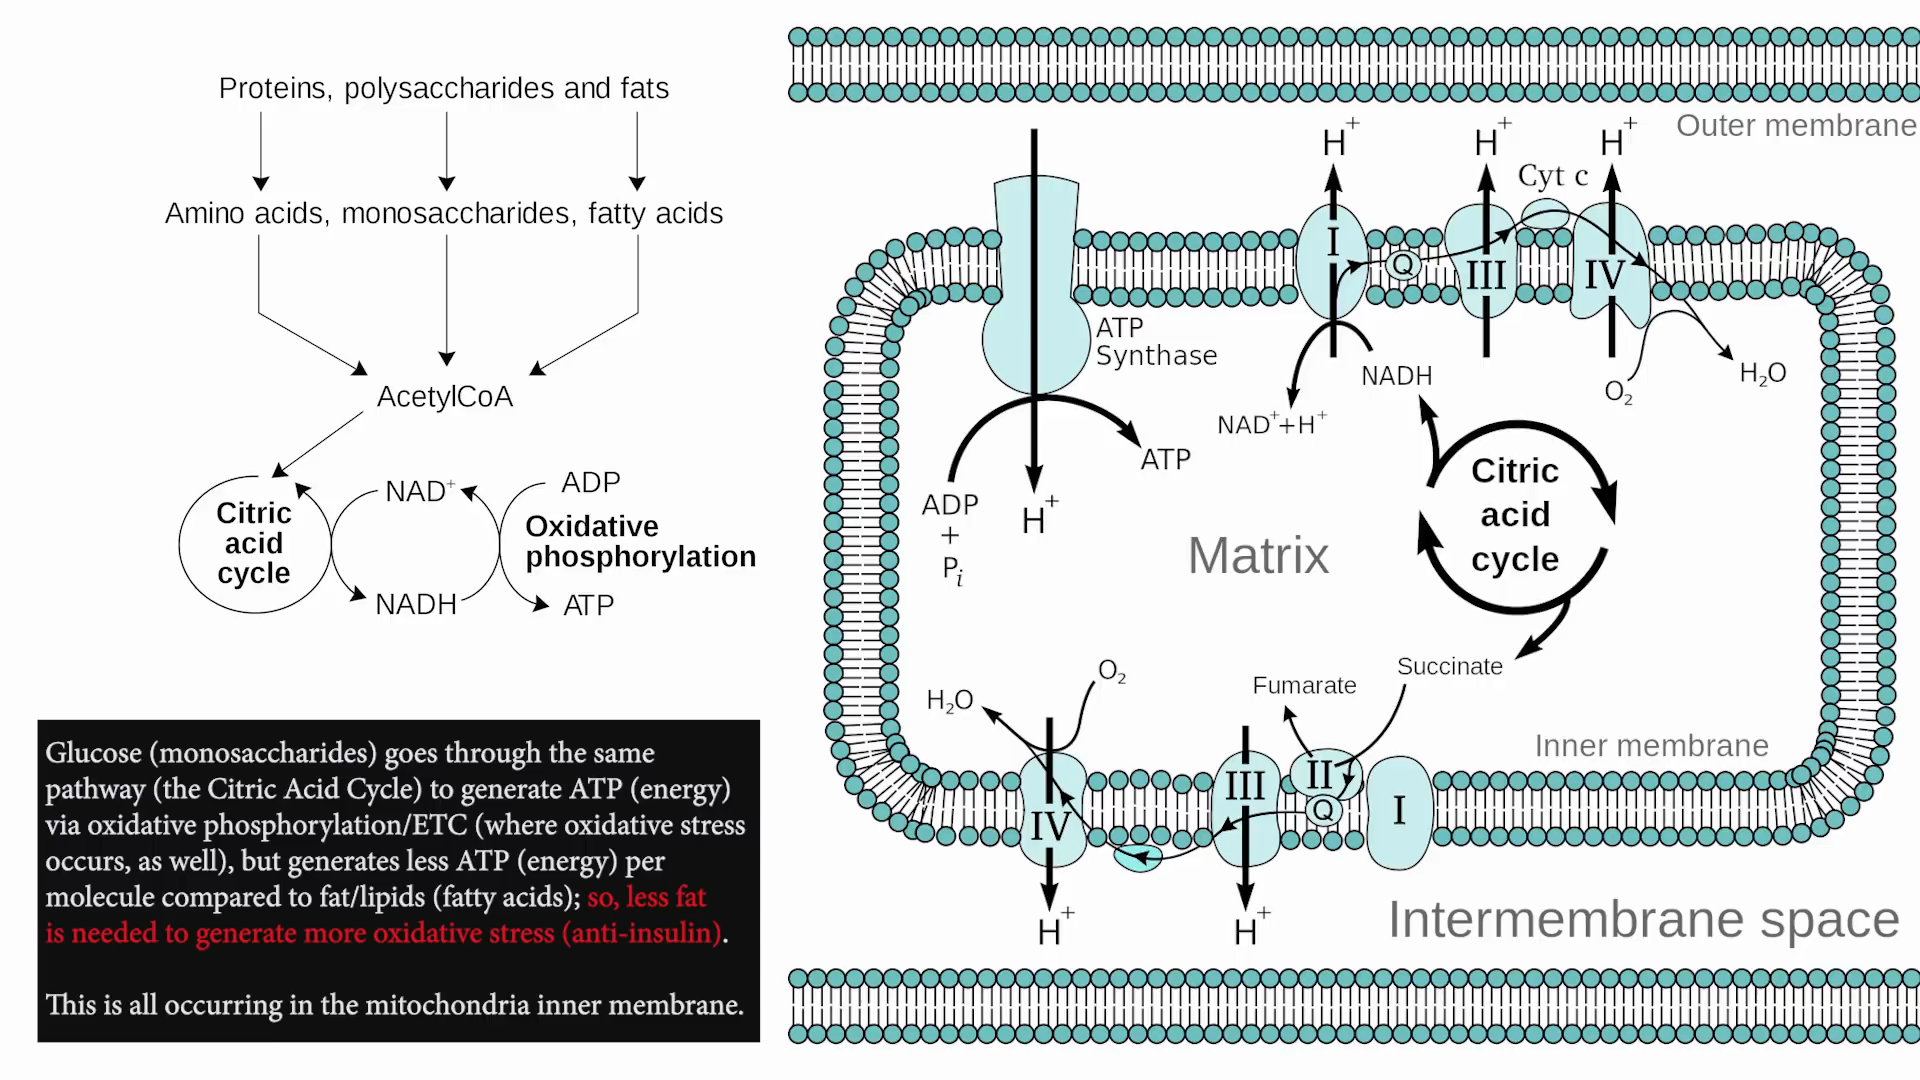 Proteins, polysaccharides and fats
Amino acids, monosaccharides, fatty acids
AcetylCoA
Citric
acid
cycle
NAD+
NADH
ADP
Oxidative
phosphorylation
ATP
Glucose (monosaccharides) goes through the same
pathway (the Citric Acid Cycle) to generate ATP (energy)
via oxidative phosphorylation/ETC (where oxidative stress
occurs, as well), but generates less ATP (energy) per
molecule compared to fat/lipids (fatty acids); so, less fat
is needed to generate more oxidative stress (anti-insulin).
This is all occurring in the mitochondria inner membrane.
Outer membrane
H+
H+
H+
Cyt c
I
Q
III
IV
ATP
Synthase
NADH
NAD++H+
O2
H2O
ATP
ADP
+
Pi
H+
Matrix
Citric
acid
cycle
Succinate
Fumarate
O2
H2O
Inner membrane
IV
III
II
Q
I
H+
H+
Intermembrane space